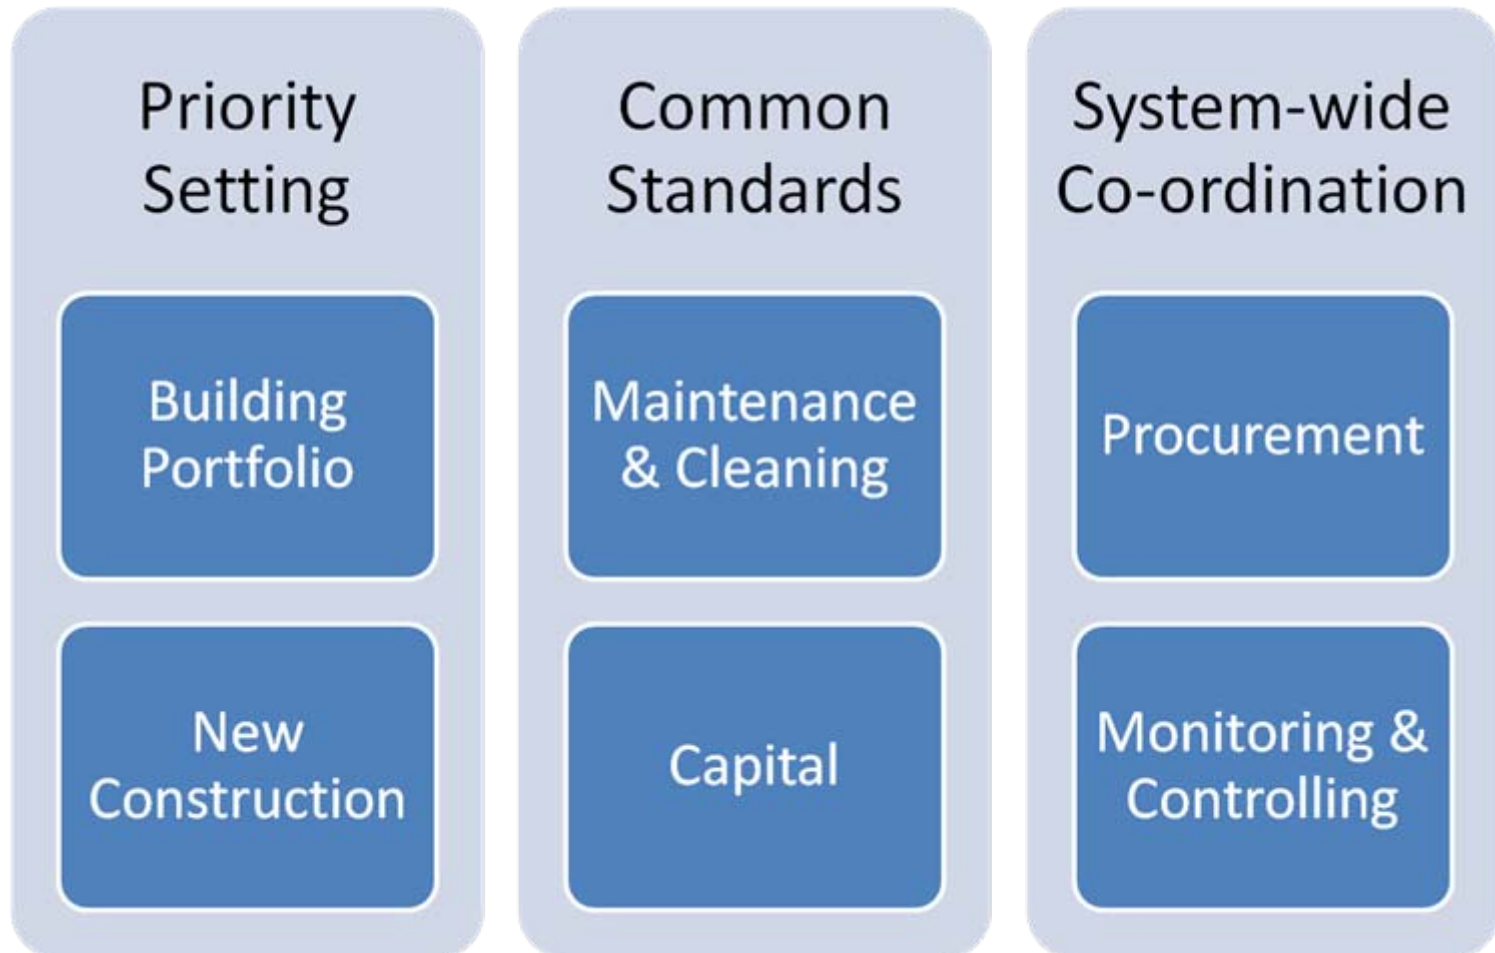 Priority
Setting
Building
Portfolio
New
Construction
Common
Standards
Maintenance
& Cleaning
Capital
System-wide
Co-ordination
Procurement
Monitoring &
Controlling